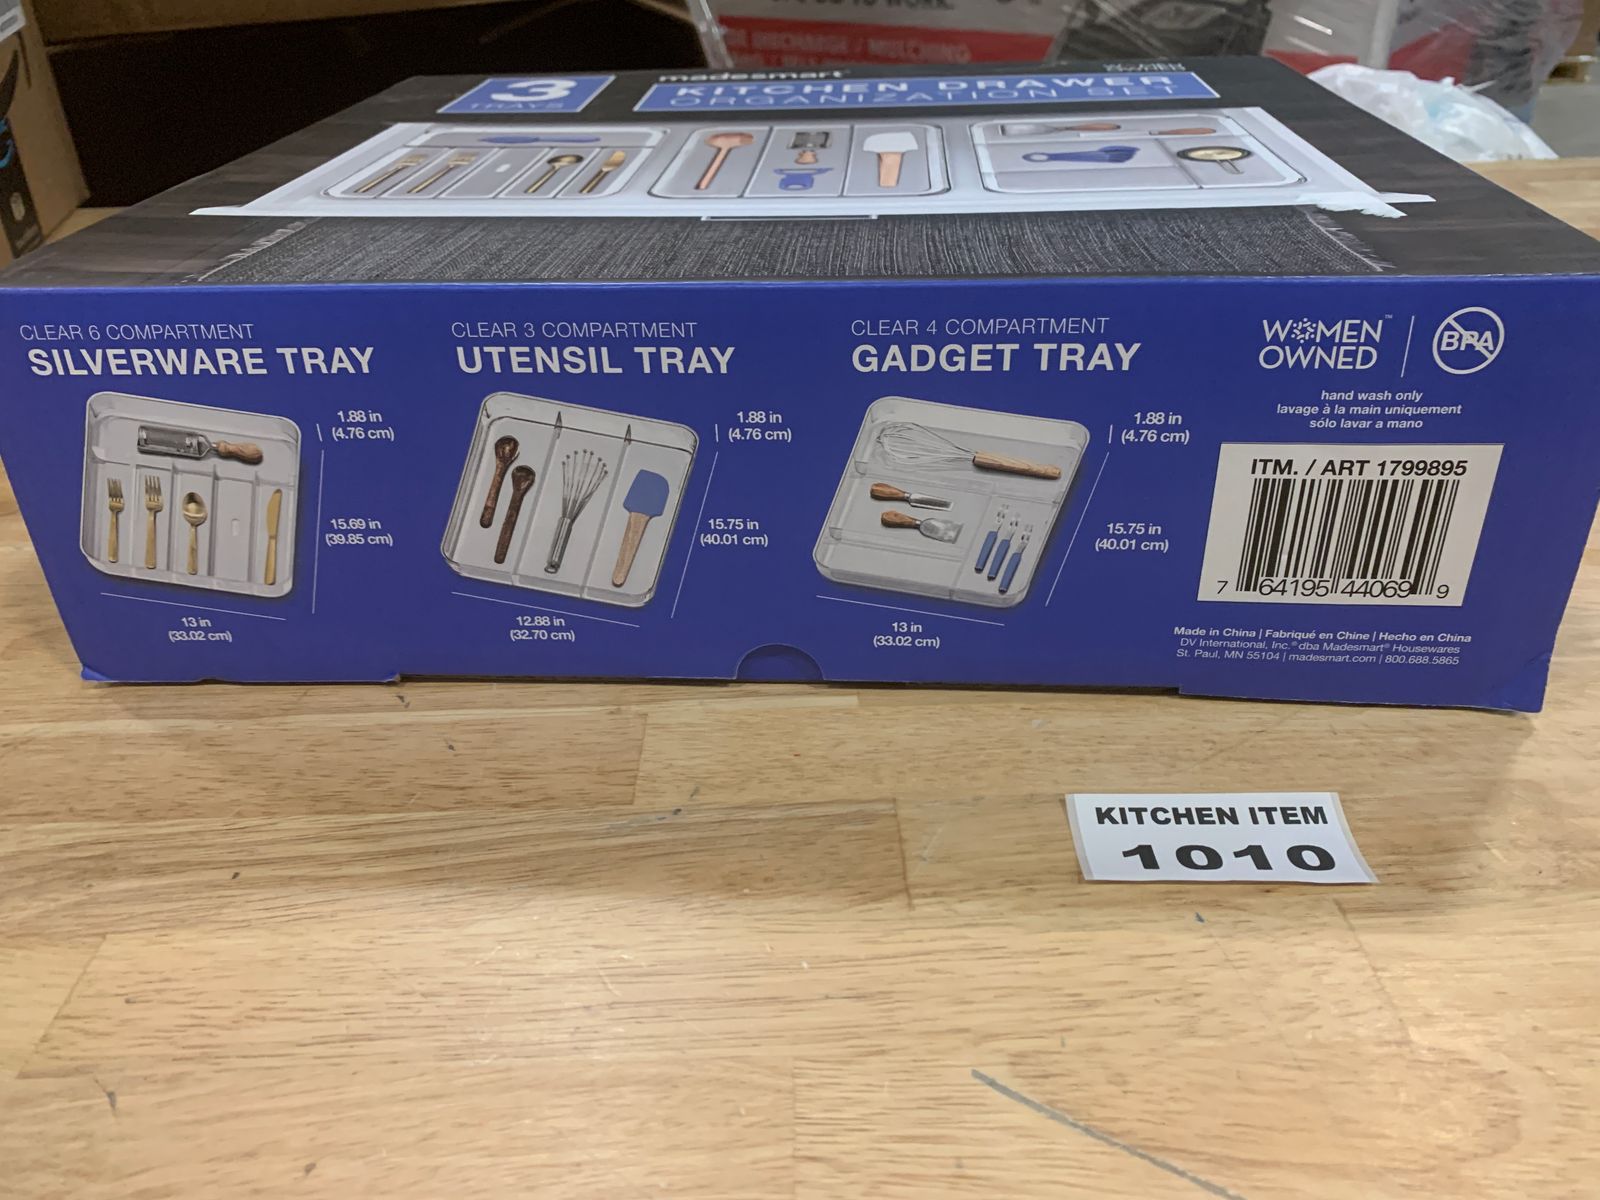 3
TRAYS
madesmart
KITCHEN DRAWER
ORGANIZATION SET
CLEAR 6 COMPARTMENT
SILVERWARE TRAY
1.88 in
(4.76 cm)
15.69 in
(39.85 cm)
13 in
(33.02 cm)
CLEAR 3 COMPARTMENT
UTENSIL TRAY
1.88 in
(4.76 cm)
15.75 in
(40.01 cm)
12.88 in
(32.70 cm)
CLEAR 4 COMPARTMENT
GADGET TRAY
1.88 in
(4.76 cm)
15.75 in
(40.01 cm)
13 in
(33.02 cm)
WOMEN™
OWNED
BPA
hand wash only
lavage à la main uniquement
sólo lavar a mano
ITM. / ART 1799895
7 64195 44069 9
Made in China | Fabriqué en Chine | Hecho en China
DV International, Inc.® dba Madesmart® Housewares
St. Paul, MN 55104 | madesmart.com | 800.688.5865
KITCHEN ITEM
1010